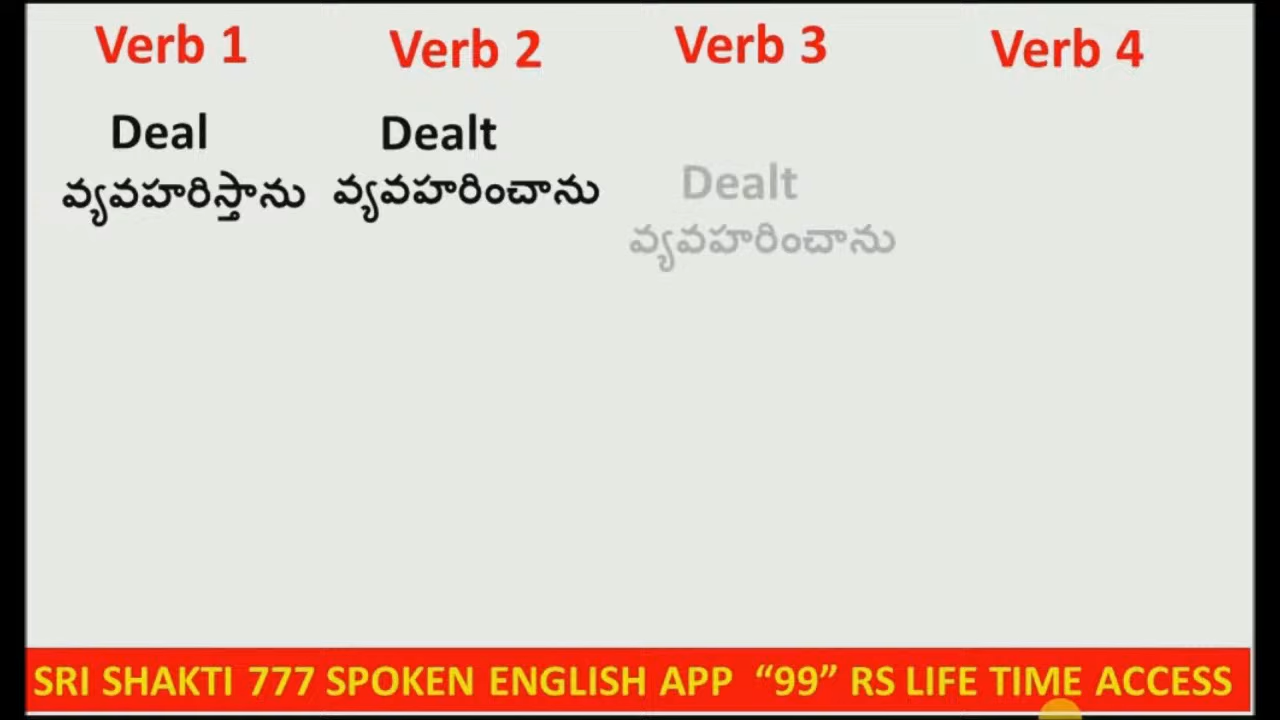 Verb 1 Verb 2 Verb 3 Verb 4
Deal Dealt
వ్యవహరిస్తాను వ్యవహరించాను
Dealt
వ్యవహరించాను
SRI SHAKTI 777 SPOKEN ENGLISH APP “99” RS LIFE TIME ACCESS